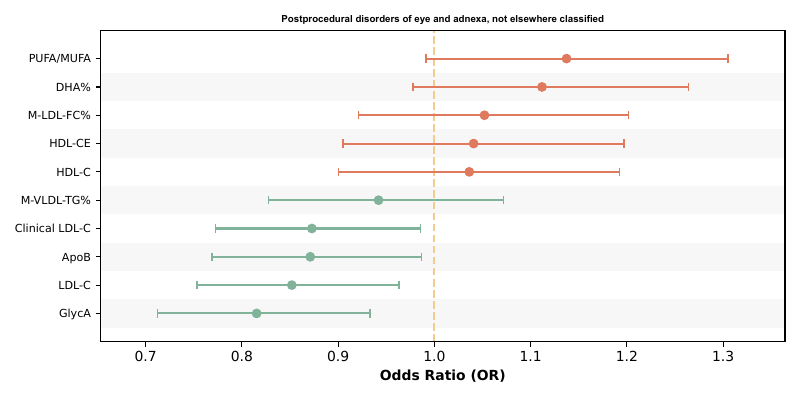 Postprocedural disorders of eye and adnexa, not elsewhere classified
PUFA/MUFA
DHA%
M-LDL-FC%
HDL-CE
HDL-C
M-VLDL-TG%
Clinical LDL-C
ApoB
LDL-C
GlycA
0.7 0.8 0.9 1.0 1.1 1.2 1.3
Odds Ratio (OR)